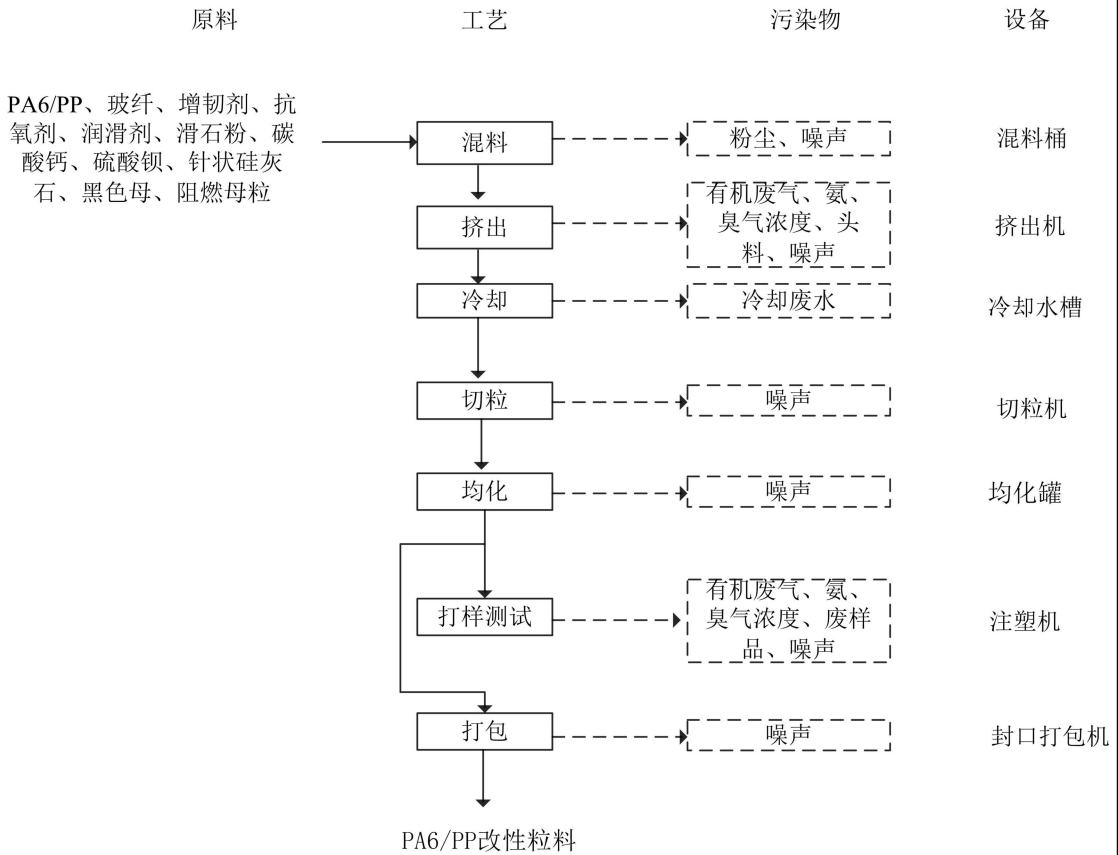 原料 工艺 污染物 设备
PA6/PP、玻纤、增韧剂、抗
氧剂、润滑剂、滑石粉、碳
酸钙、硫酸钡、针状硅灰
石、黑色母、阻燃母粒
混料
粉尘、噪声
混料桶
挤出
有机废气、氨、
臭气浓度、头
料、噪声
挤出机
冷却
冷却废水
冷却水槽
切粒
噪声
切粒机
均化
噪声
均化罐
打样测试
有机废气、氨、
臭气浓度、废样
品、噪声
注塑机
打包
噪声
封口打包机
PA6/PP改性粒料